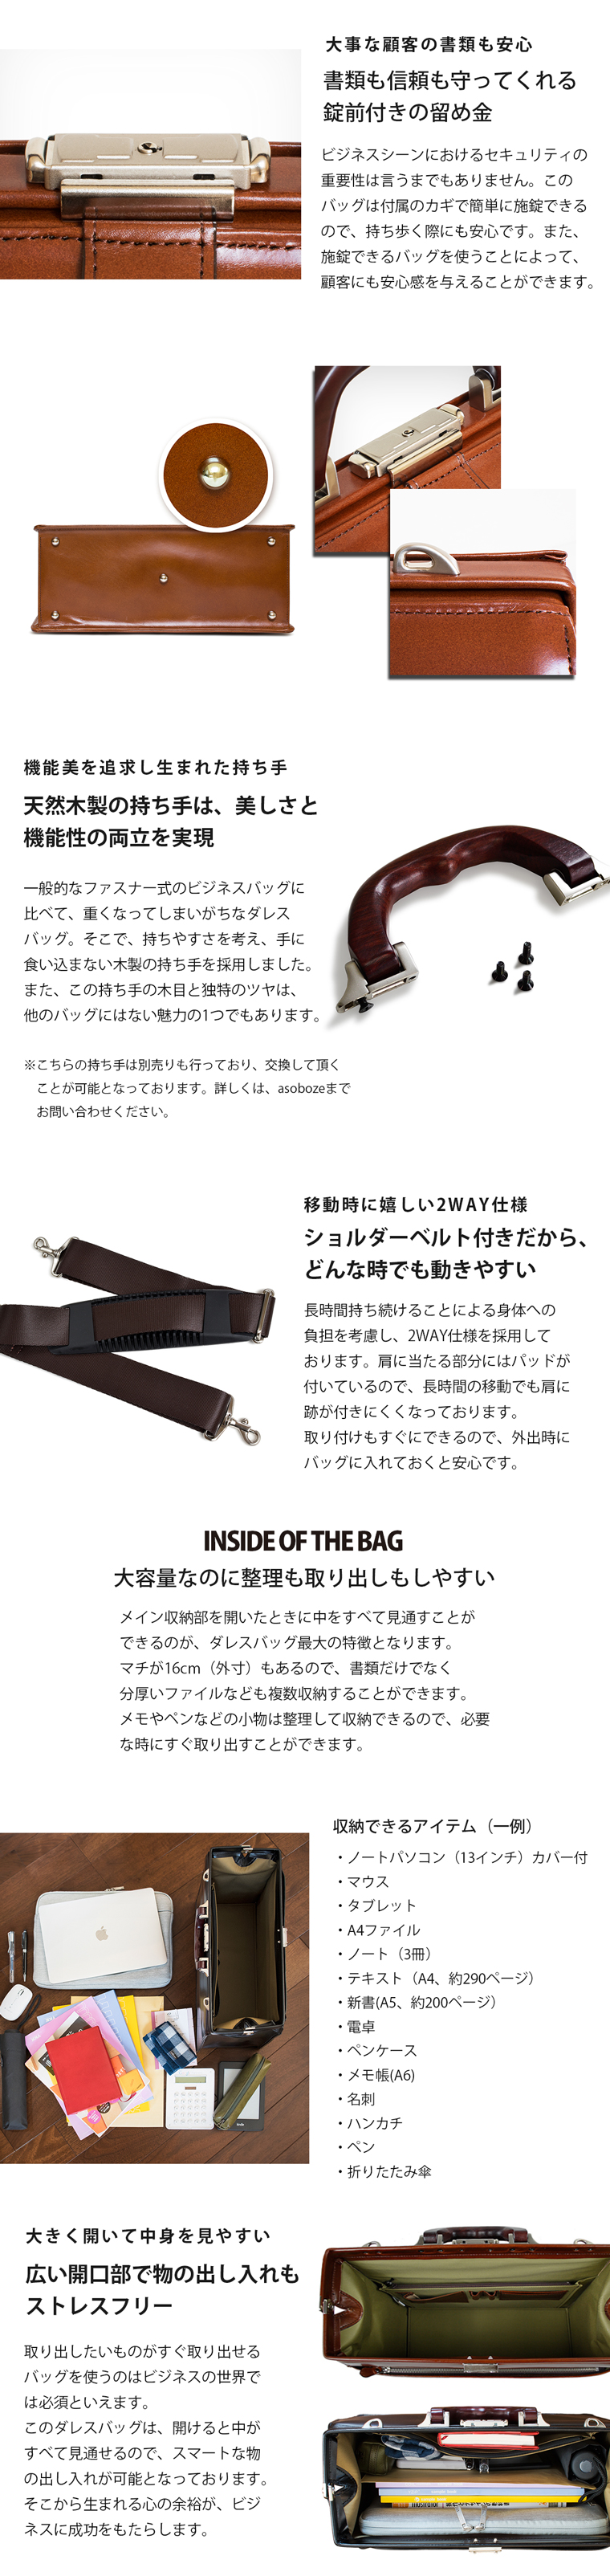 大事な顧客の書類も安心
書類も信頼も守ってくれる
錠前付きの留め金
ビジネスシーンにおけるセキュリティの
重要性は言うまでもありません。この
バッグは付属のカギで簡単に施錠できる
ので、持ち歩く際にも安心です。また、
施錠できるバッグを使うことによって、
顧客にも安心感を与えることができます。
機能美を追求し生まれた持ち手
天然木製の持ち手は、美しさと
機能性の両立を実現
一般的なファスナー式のビジネスバッグに
比べて、重くなってしまいがちなダレス
バッグ。そこで、持ちやすさを考え、手に
食い込まない木製の持ち手を採用しました。
また、この持ち手の木目と独特のツヤは、
他のバッグにはない魅力の1つでもあります。
※こちらの持ち手は別売りも行っており、交換して頂く
ことが可能となっております。詳しくは、asobozeまで
お問い合わせください。
移動時に嬉しい2WAY仕様
ショルダーベルト付きだから、
どんな時でも動きやすい
長時間持ち続けることによる身体への
負担を考慮し、2WAY仕様を採用して
おります。肩に当たる部分にはパッドが
付いているので、長時間の移動でも肩に
跡が付きにくくなっております。
取り付けもすぐにできるので、外出時に
バッグに入れておくと安心です。
INSIDE OF THE BAG
大容量なのに整理も取り出しもしやすい
メイン収納部を開いたときに中をすべて見通すことが
できるのが、ダレスバッグ最大の特徴となります。
マチが16cm（外寸）もあるので、書類だけでなく
分厚いファイルなども複数収納することができます。
メモやペンなどの小物は整理して収納できるので、必要
な時にすぐ取り出すことができます。
収納できるアイテム（一例）
・ノートパソコン（13インチ）カバー付
・マウス
・タブレット
・A4ファイル
・ノート（3冊）
・テキスト（A4、約290ページ）
・新書(A5、約200ページ）
・電卓
・ペンケース
・メモ帳(A6)
・名刺
・ハンカチ
・ペン
・折りたたみ傘
大きく開いて中身を見やすい
広い開口部で物の出し入れも
ストレスフリー
取り出したいものがすぐ取り出せる
バッグを使うのはビジネスの世界で
は必須といえます。
このダレスバッグは、開けると中が
すべて見通せるので、スマートな物
の出し入れが可能となっております。
そこから生まれる心の余裕が、ビジ
ネスに成功をもたらします。